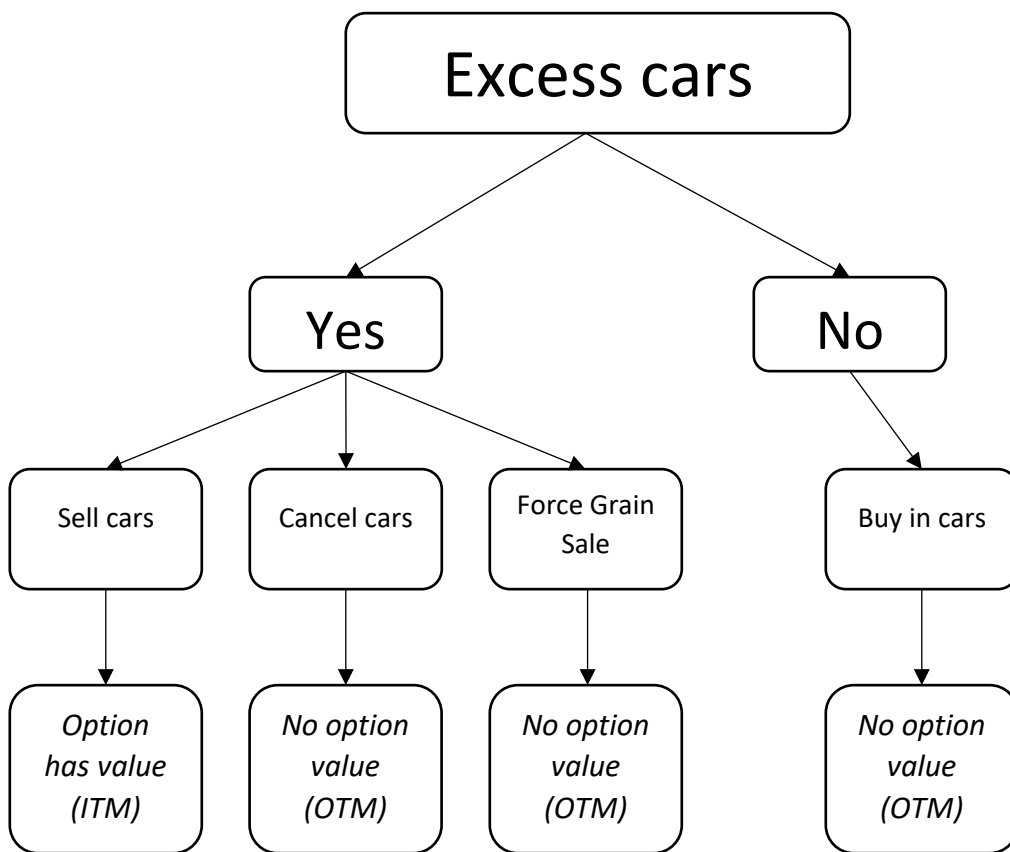 Excess cars
Yes
No
Sell cars
Cancel cars
Force Grain
Sale
Buy in cars
Option
has value
(ITM)
No option
value
(OTM)
No option
value
(OTM)
No option
value
(OTM)